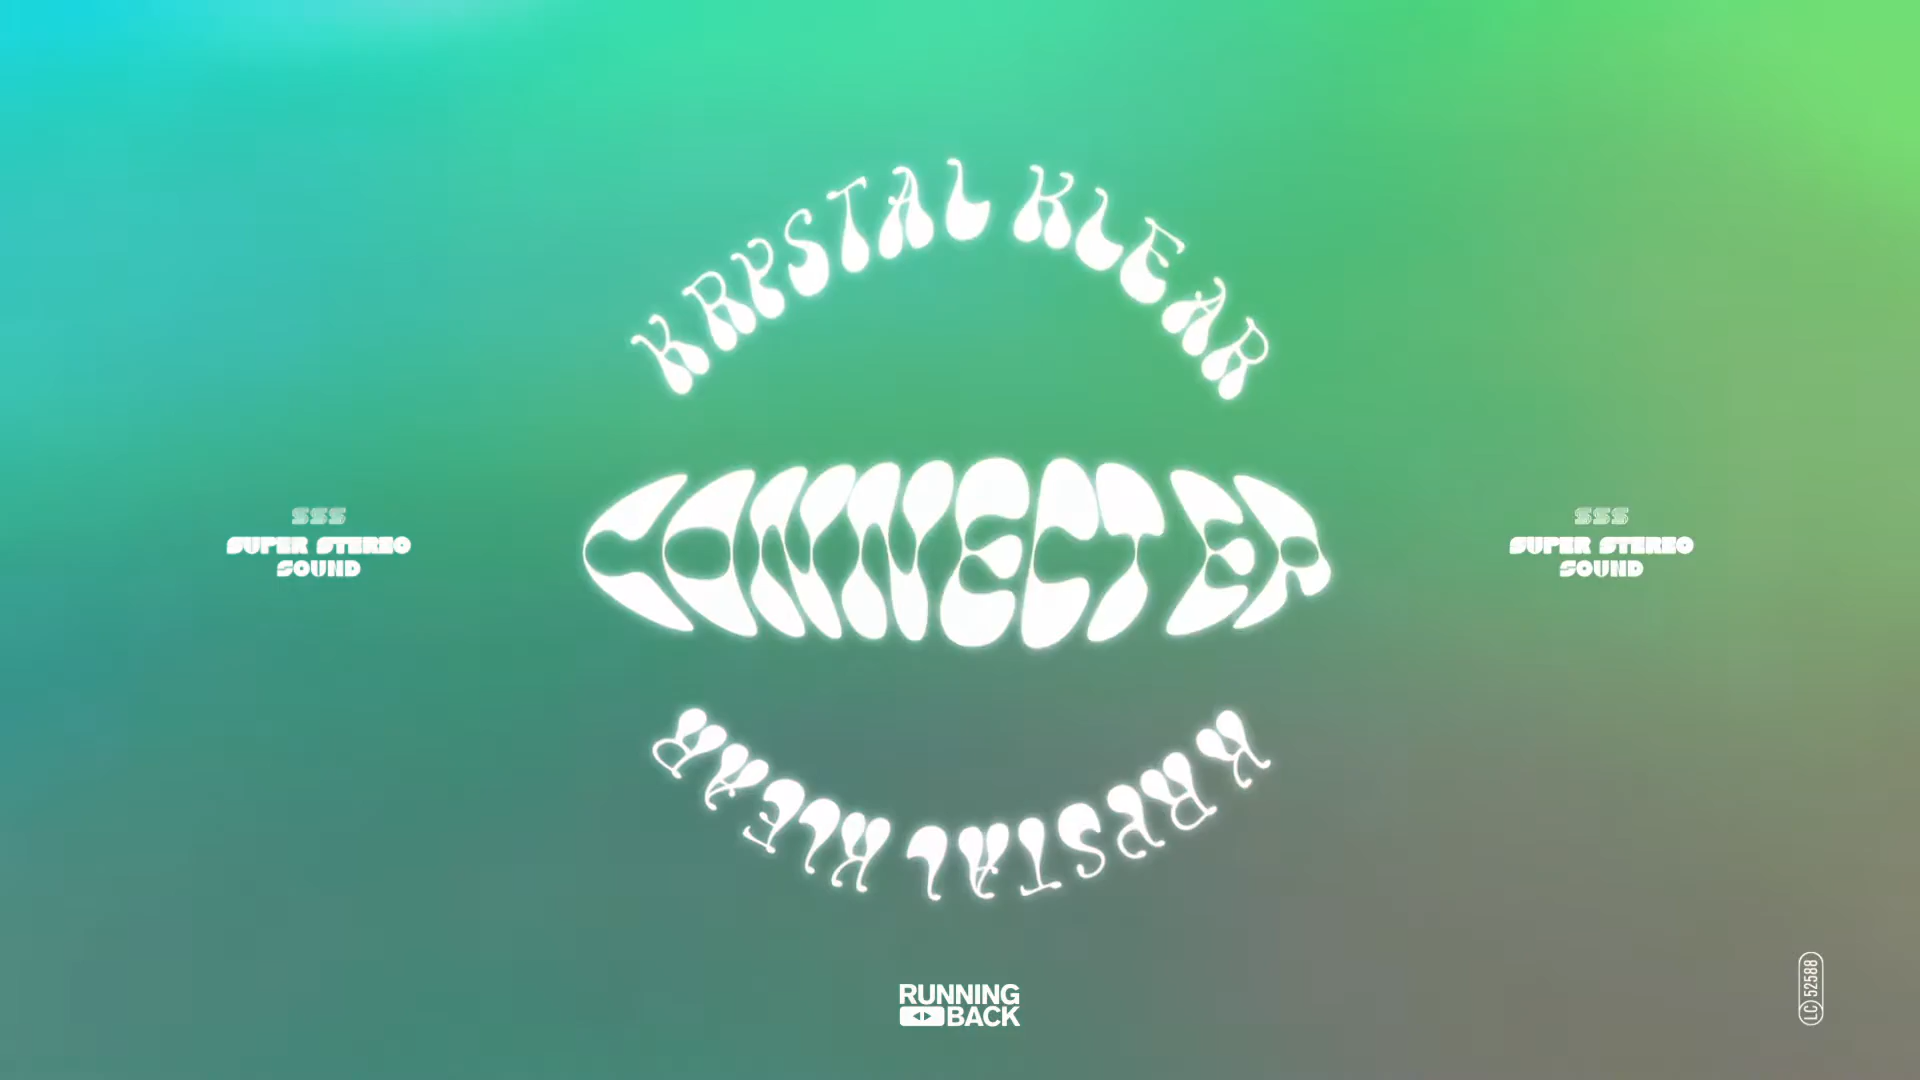 KRYSTAL KLEAR
SSS
SUPER STEREO
SOUND
CONNECTER
SSS
SUPER STEREO
SOUND
KRYSTAL KLEAR
RUNNING
BACK
LC 52588